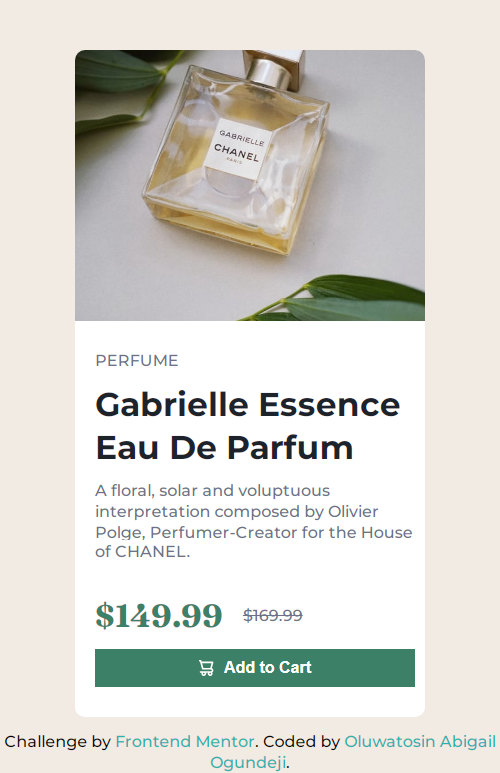 GABRIELLE
CHANEL
PARIS
PERFUME
Gabrielle Essence
Eau De Parfum
A floral, solar and voluptuous
interpretation composed by Olivier
Polge, Perfumer-Creator for the House
of CHANEL.
$149.99 $169.99
Add to Cart
Challenge by Frontend Mentor. Coded by Oluwatosin Abigail
Ogundeji.